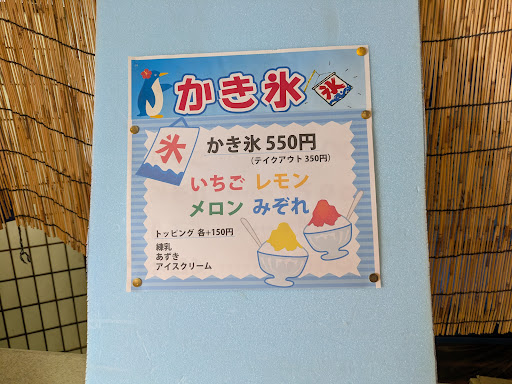 かき氷
氷
氷
かき氷 550円
(テイクアウト 350円)
いちご レモン
メロン みぞれ
トッピング 各+150円
練乳
あずき
アイスクリーム